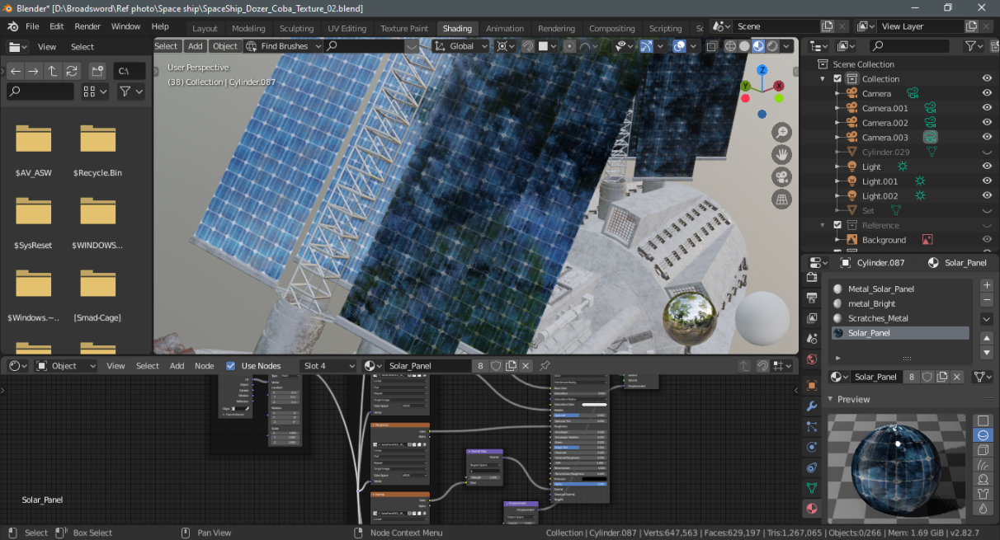 Blender* [D:\Broadsword\Ref photo\Space ship\SpaceShip_Dozer_Coba_Texture_02.blend]
File Edit Render Window Help Layout Modeling Sculpting UV Editing Texture Paint Shading Animation Rendering Compositing Scripting Scene View Layer
View Select
Select Add Object Find Brushes Global
C:\
User Perspective
(38) Collection | Cylinder.087
Z
Y
X
$AV_ASW $Recycle.Bin
$SysReset $WINDOWS...
$Windows.~.. [Smad-Cage]
Scene Collection
Collection
Camera
Camera.001
Camera.002
Camera.003
Cylinder.029
Light
Light.001
Light.002
Set
Reference
Background
Cylinder.087 Solar_Panel
Metal_Solar_Panel
metal_Bright
Scratches_Metal
Solar_Panel
Solar_Panel 8
Preview
Object View Select Add Node Use Nodes Slot 4 Solar_Panel 8
Roughness
Normal
Normal Map
Displacement
Solar_Panel
Select Box Select Pan View Node Context Menu Collection | Cylinder.087 | Verts:647,563 | Faces:629,197 | Tris:1,267,065 | Objects:0/266 | Mem: 1.69 GiB | v2.82.7